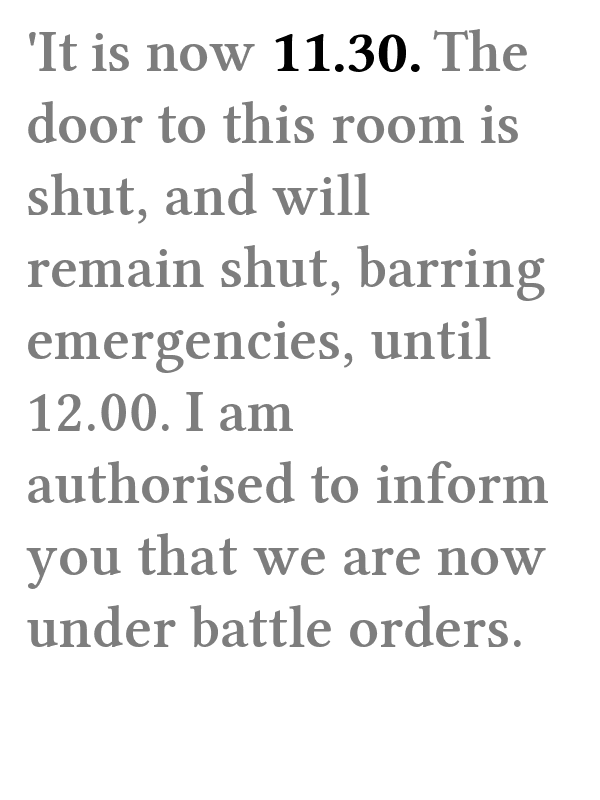 'It is now 11.30. The
door to this room is
shut, and will
remain shut, barring
emergencies, until
12.00. I am
authorised to inform
you that we are now
under battle orders.